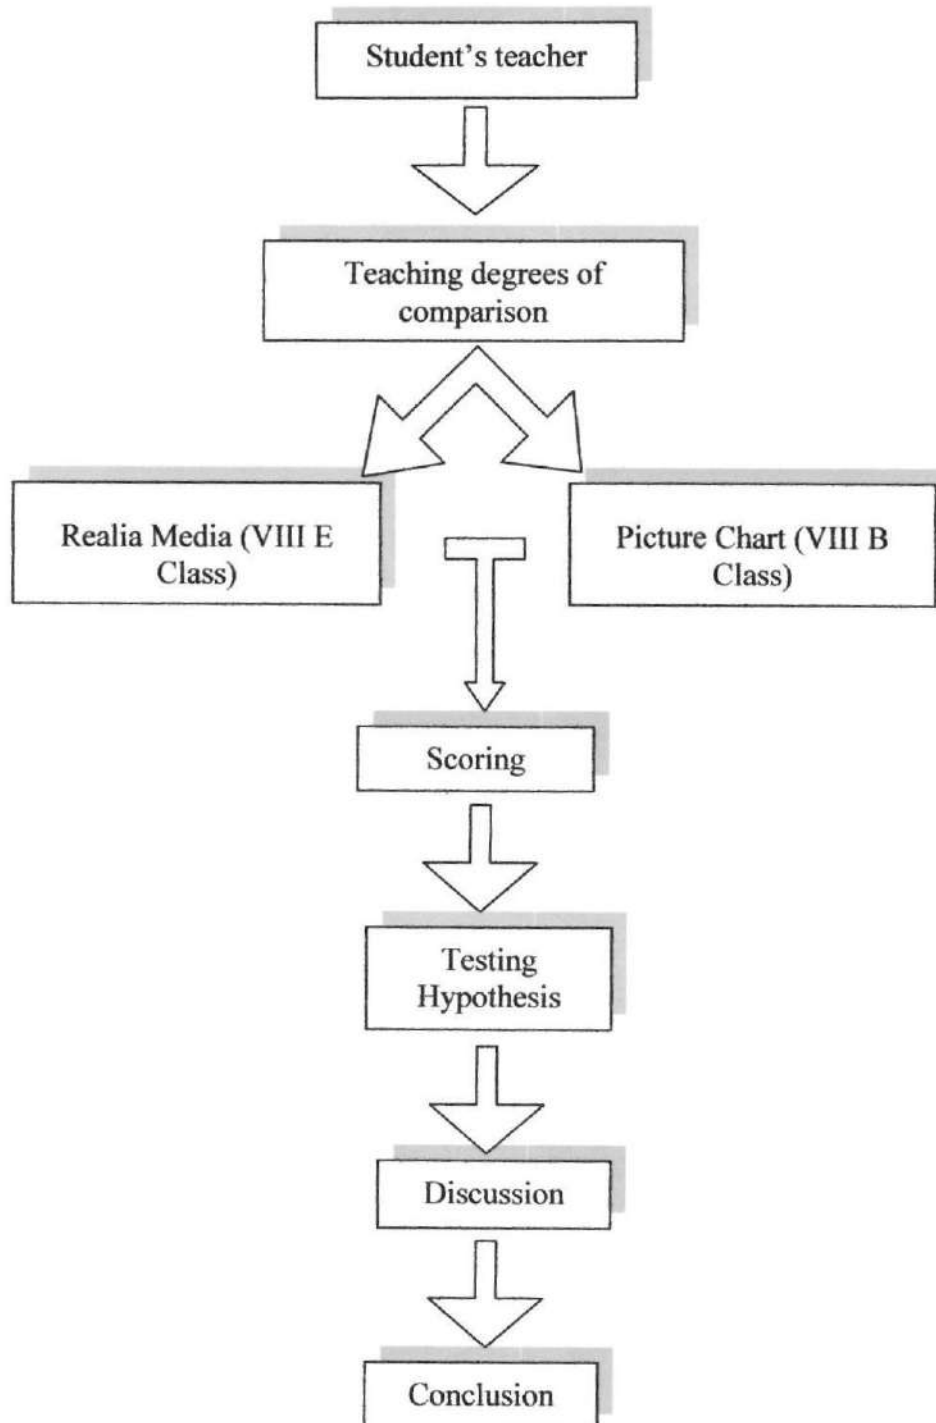 Student's teacher
Teaching degrees of
comparison
Realia Media (VIII E
Class)
Picture Chart (VIII B
Class)
Scoring
Testing
Hypothesis
Discussion
Conclusion